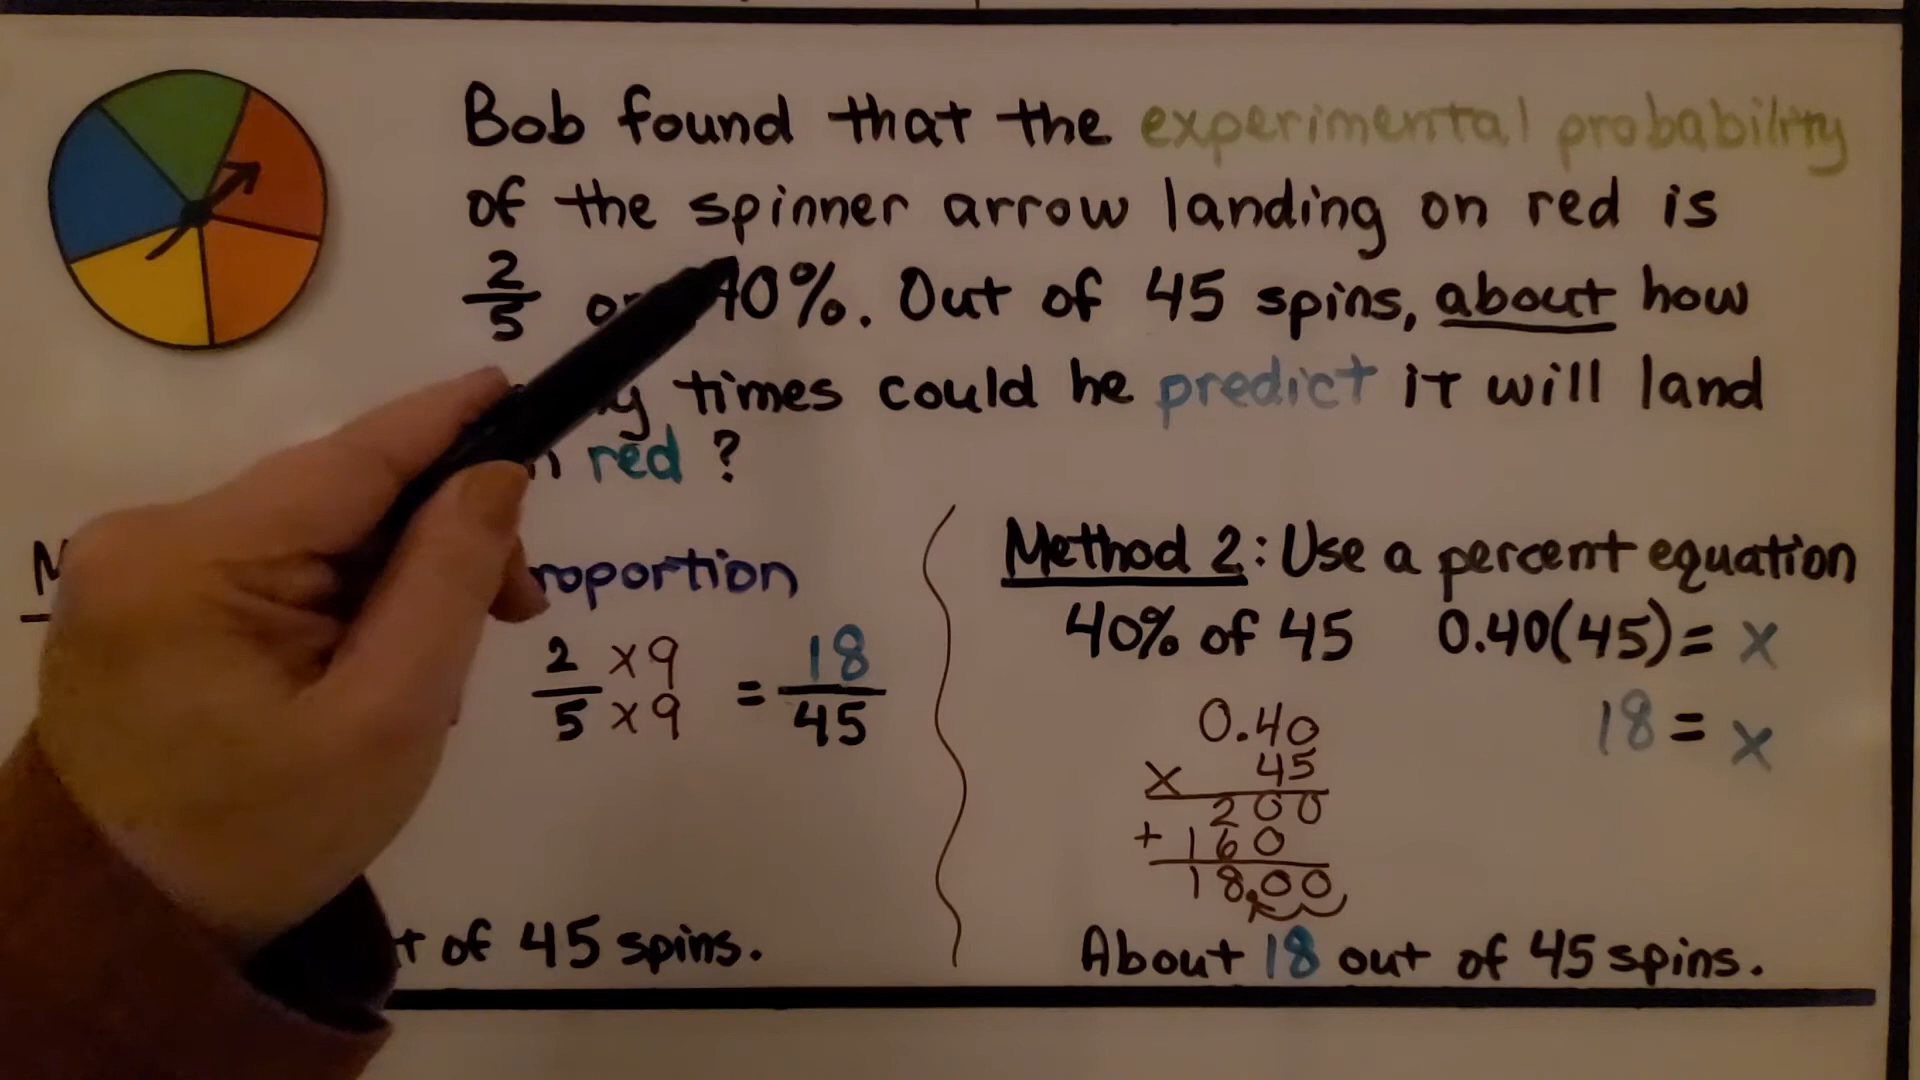 Bob found that the experimental probability
of the spinner arrow landing on red is
2/5 40%. Out of 45 spins, about how
times could he predict it will land
red ?
Method 2: Use a percent equation
40% of 45 0.40(45) = x
18 = x
2 x 9 = 18
5 x 9 45
0.40
x 45
200
+ 160
18.00
of 45 spins.
About 18 out of 45 spins.